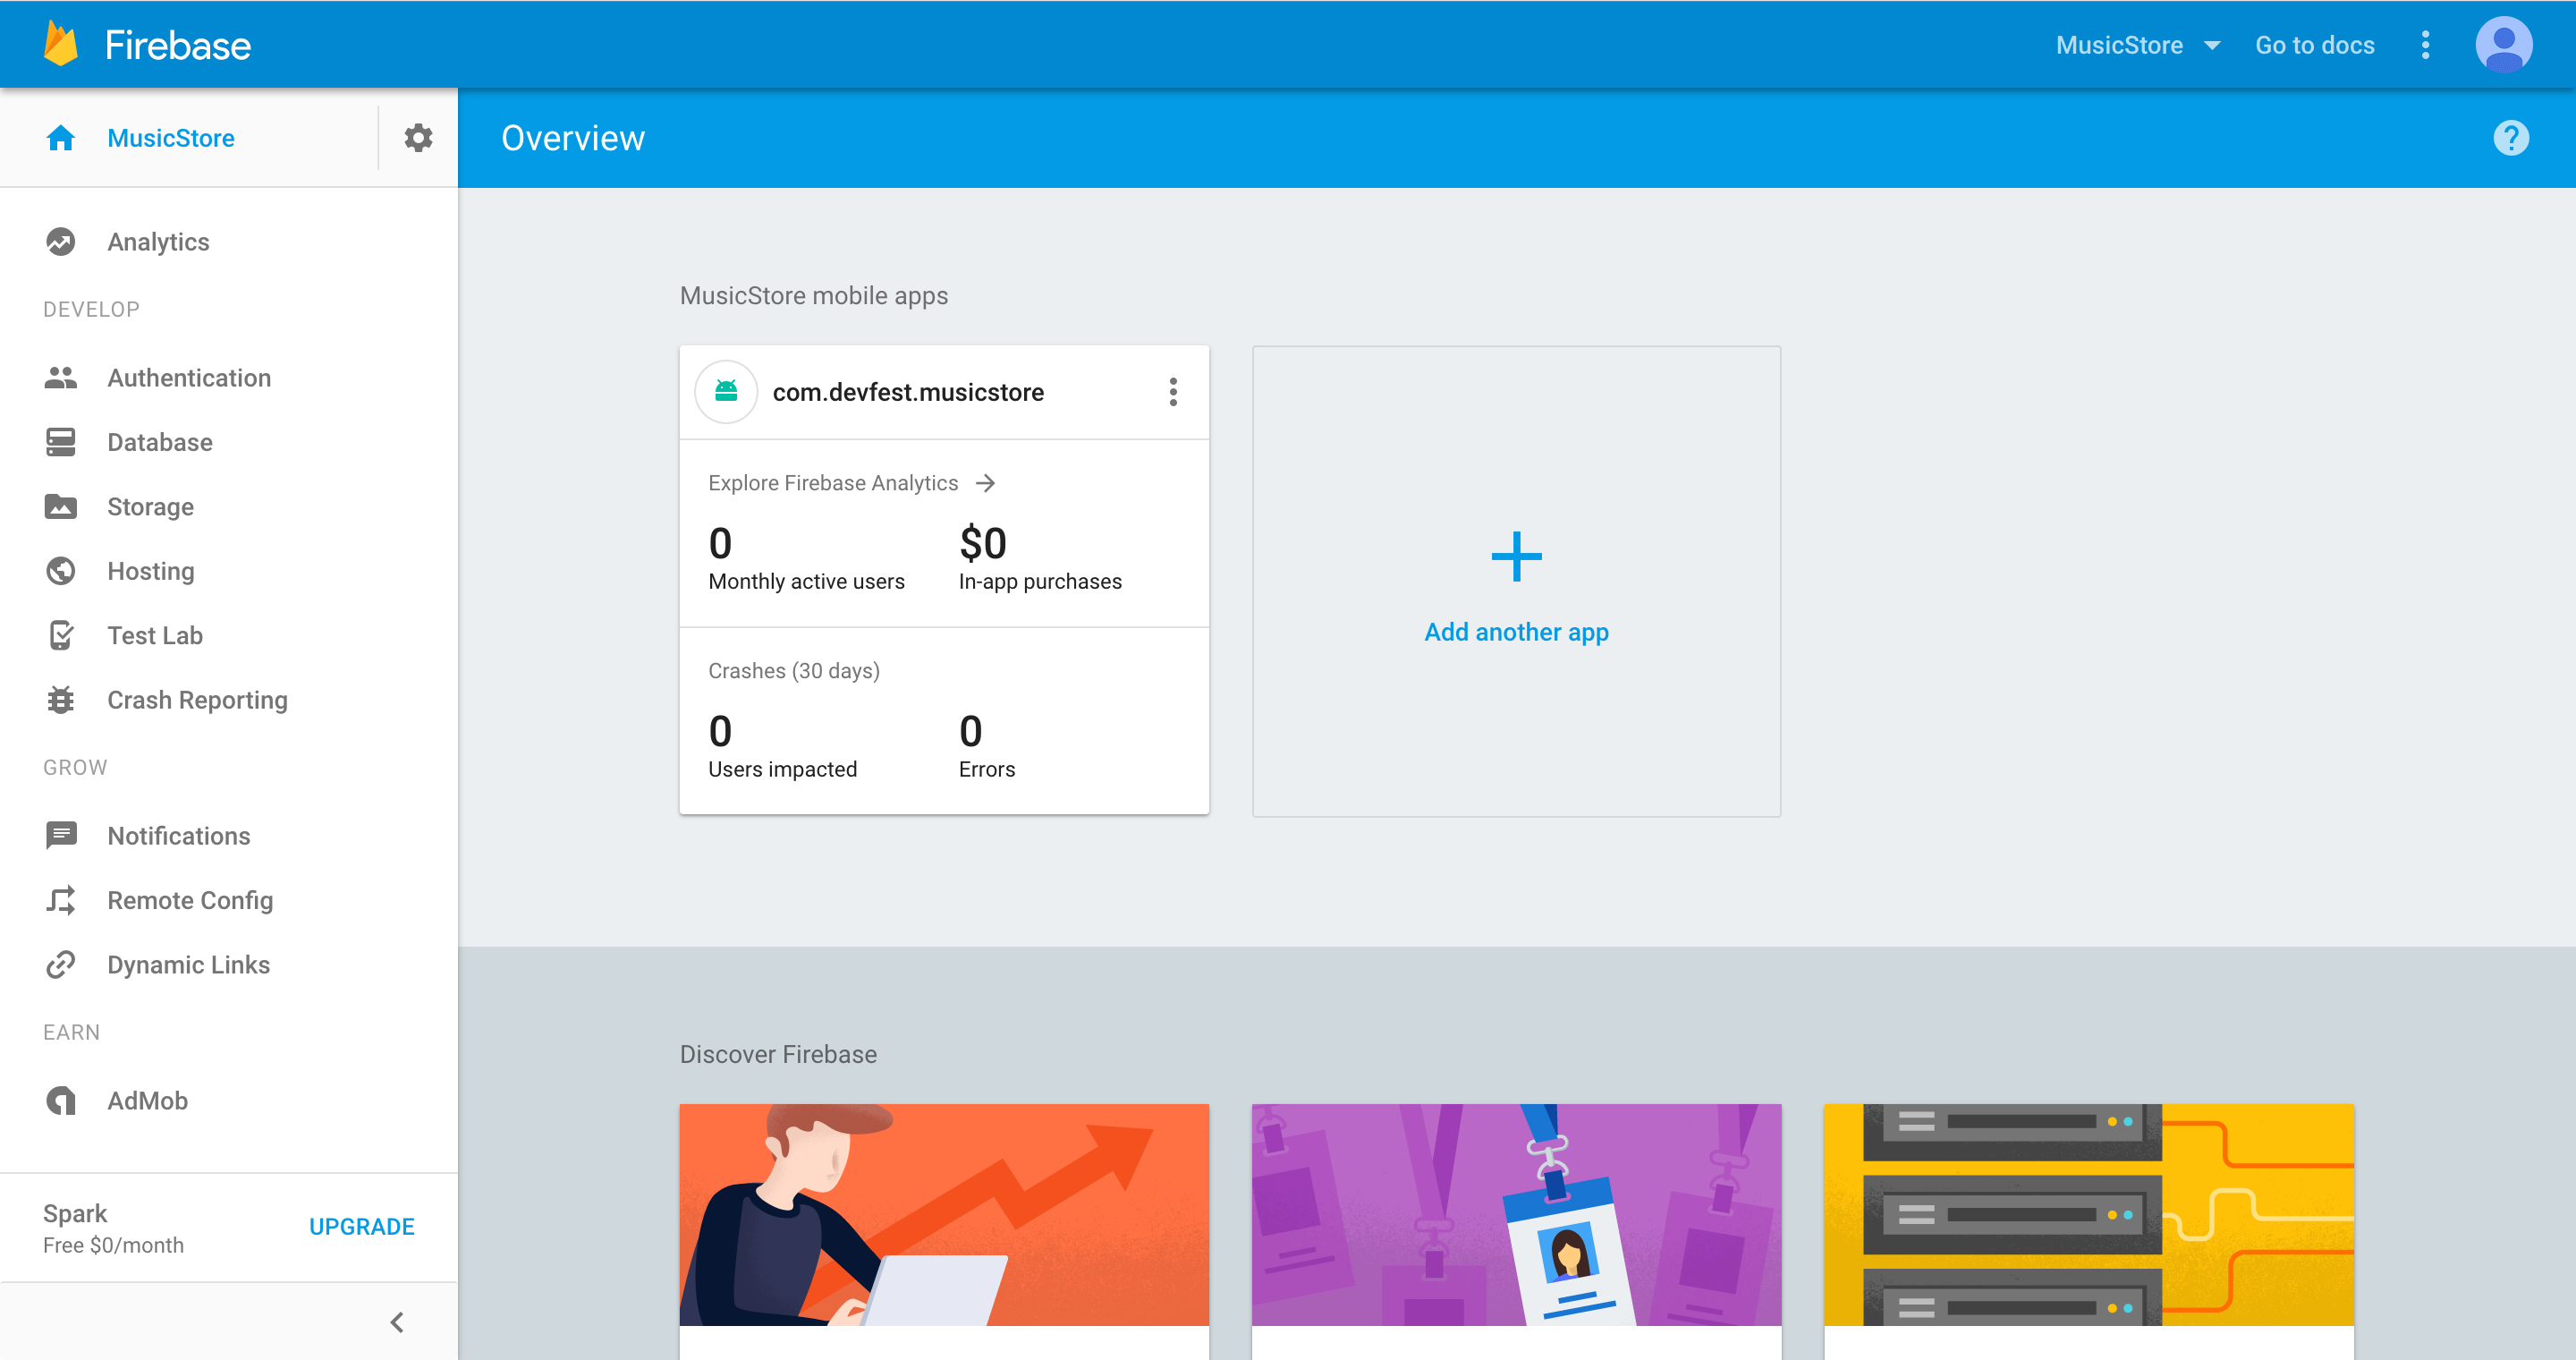 Firebase
MusicStore
Go to docs
MusicStore
Overview
Analytics
DEVELOP
Authentication
Database
Storage
Hosting
Test Lab
Crash Reporting
GROW
Notifications
Remote Config
Dynamic Links
EARN
AdMob
Spark
Free $0/month
UPGRADE
MusicStore mobile apps
com.devfest.musicstore
Explore Firebase Analytics
0
Monthly active users
$0
In-app purchases
Crashes (30 days)
0
Users impacted
0
Errors
Add another app
Discover Firebase